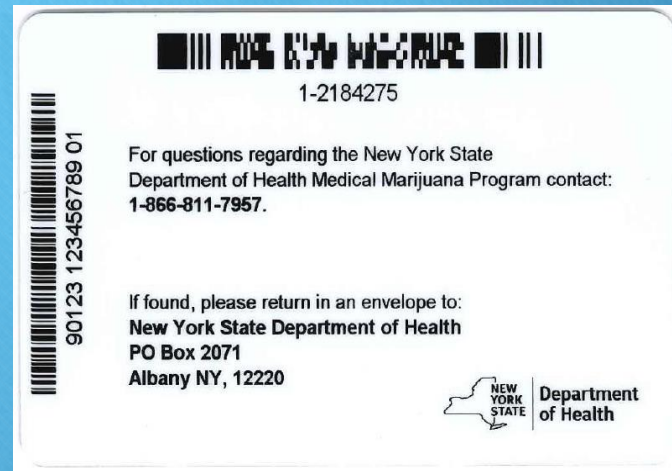 1-2184275
90123 123456789 01
For questions regarding the New York State
Department of Health Medical Marijuana Program contact:
1-866-811-7957.
If found, please return in an envelope to:
New York State Department of Health
PO Box 2071
Albany NY, 12220
NEW
YORK
STATE
Department
of Health